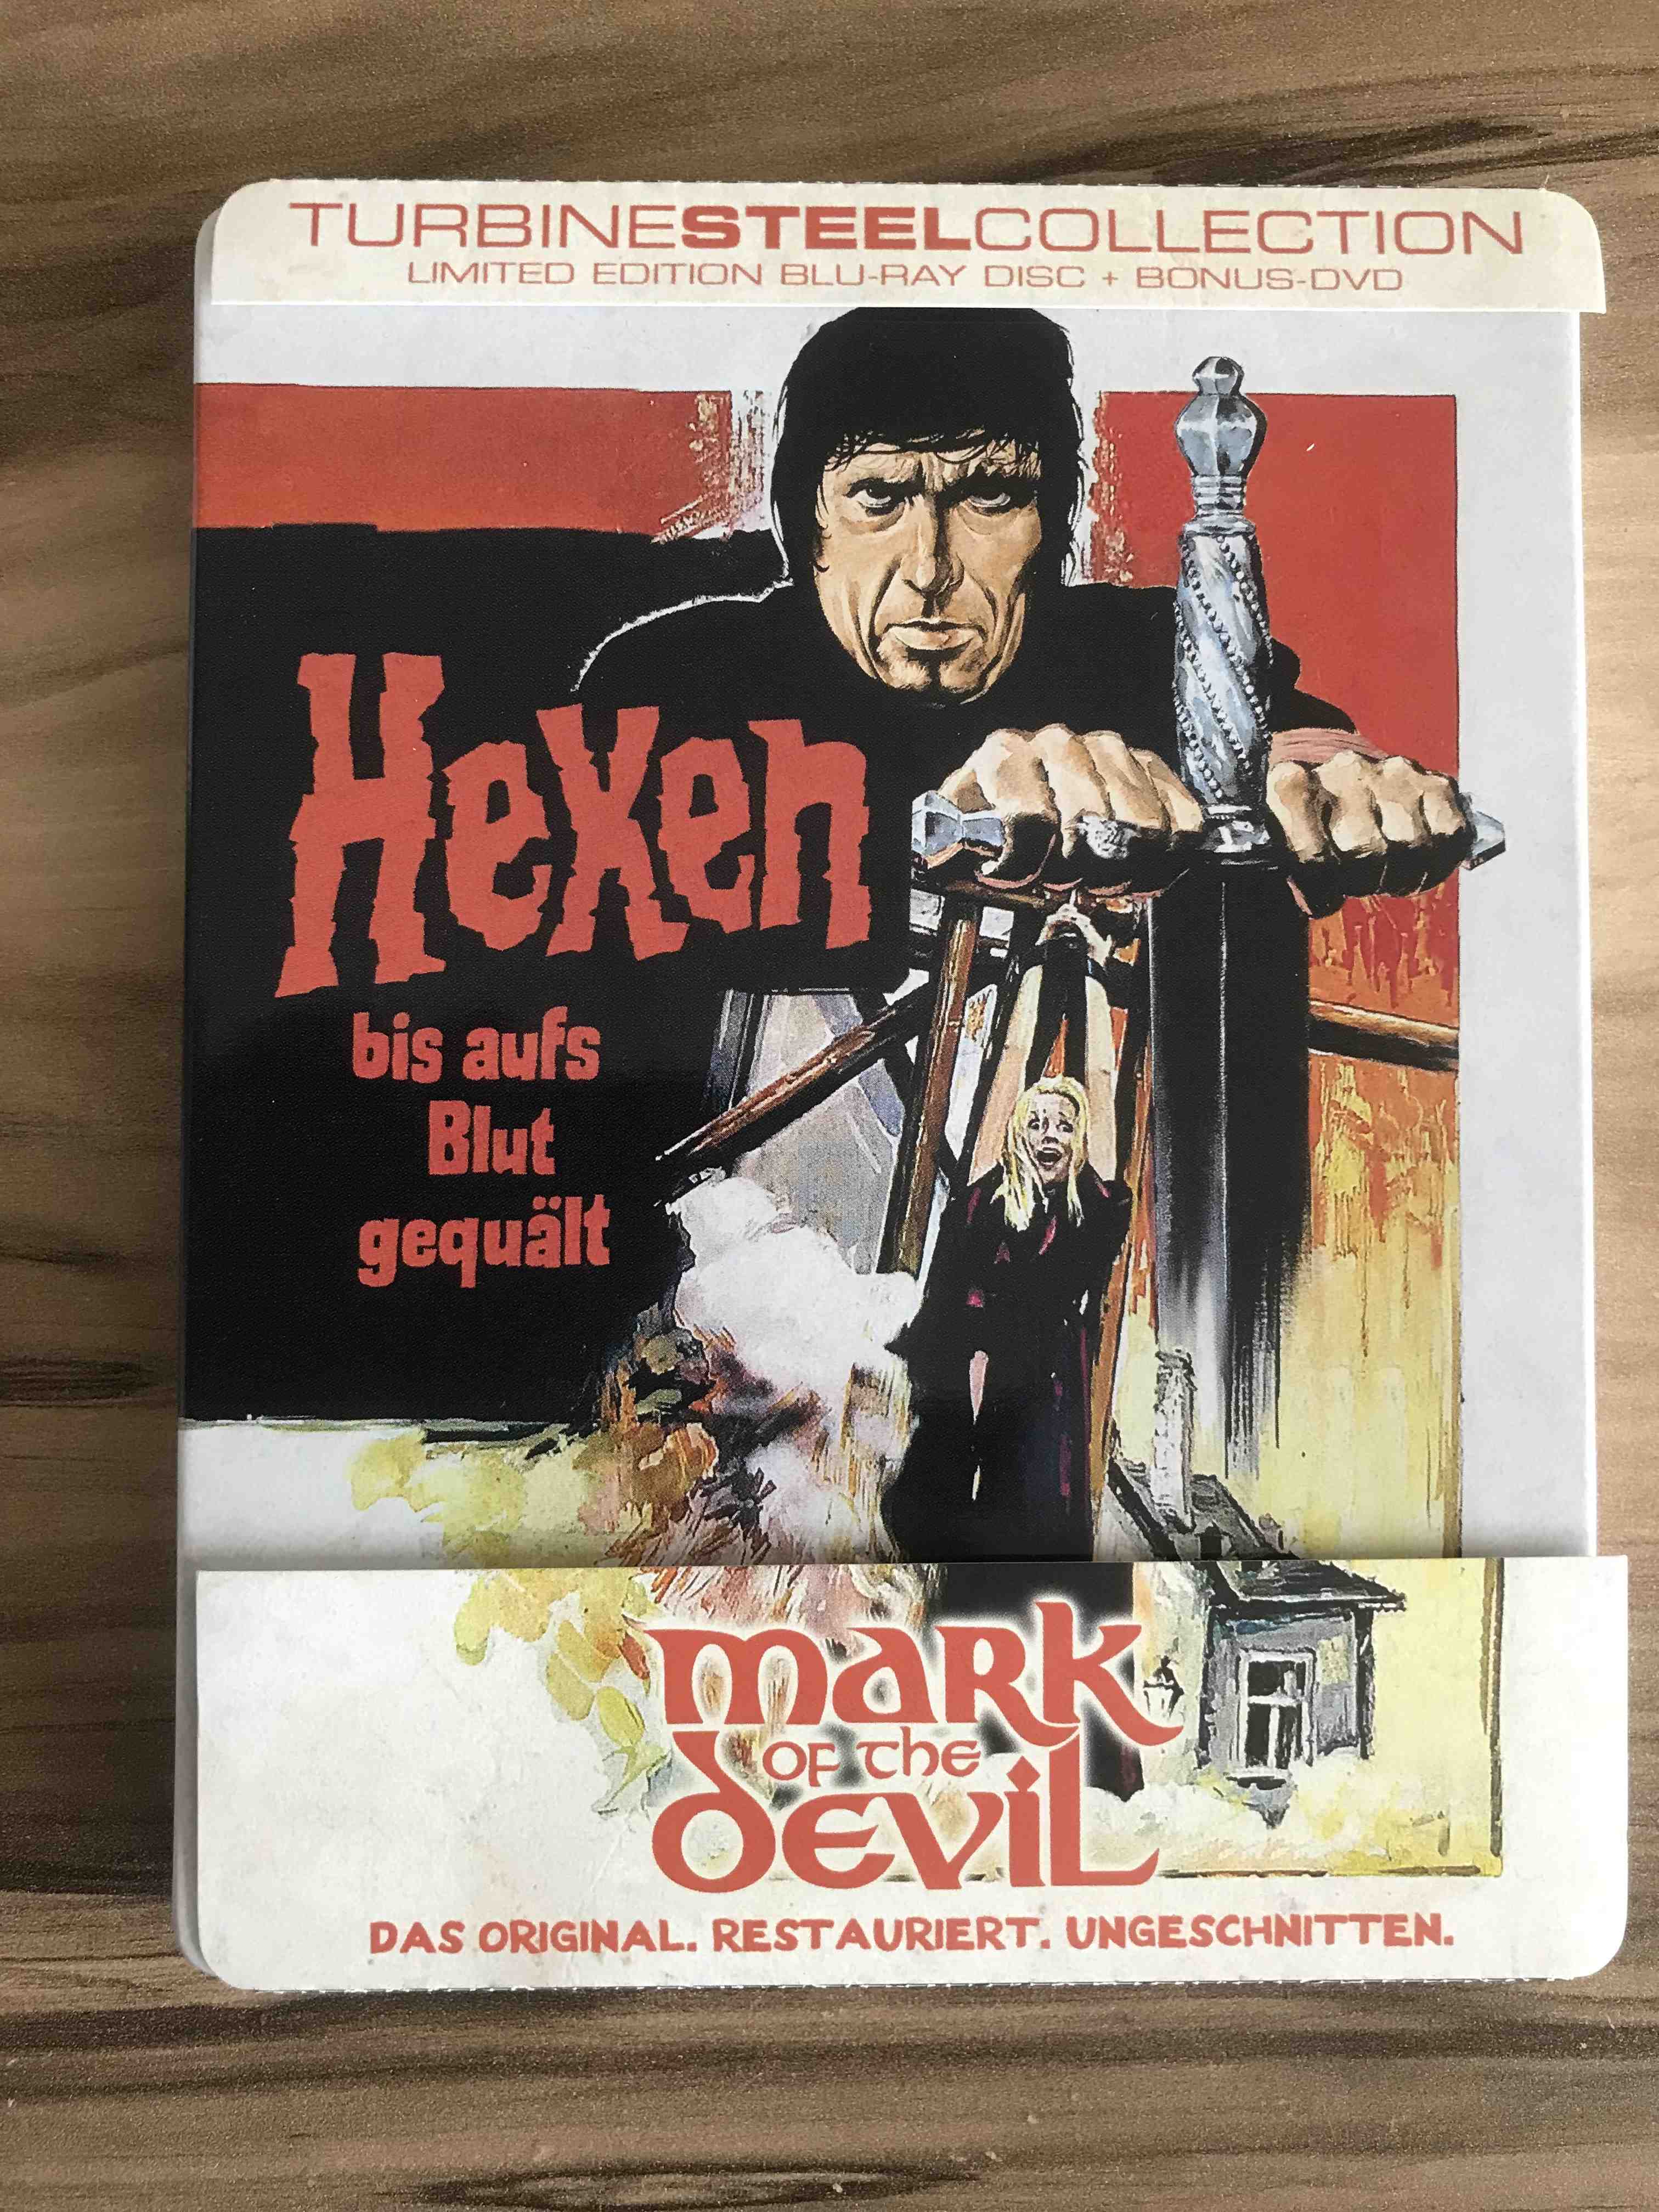 TURBINESTEELCOLLECTION
LIMITED EDITION BLU-RAY DISC + BONUS-DVD
Hexen
bis aufs
Blut
gequält
mark
of the
devil
DAS ORIGINAL. RESTAURIERT. UNGESCHNITTEN.